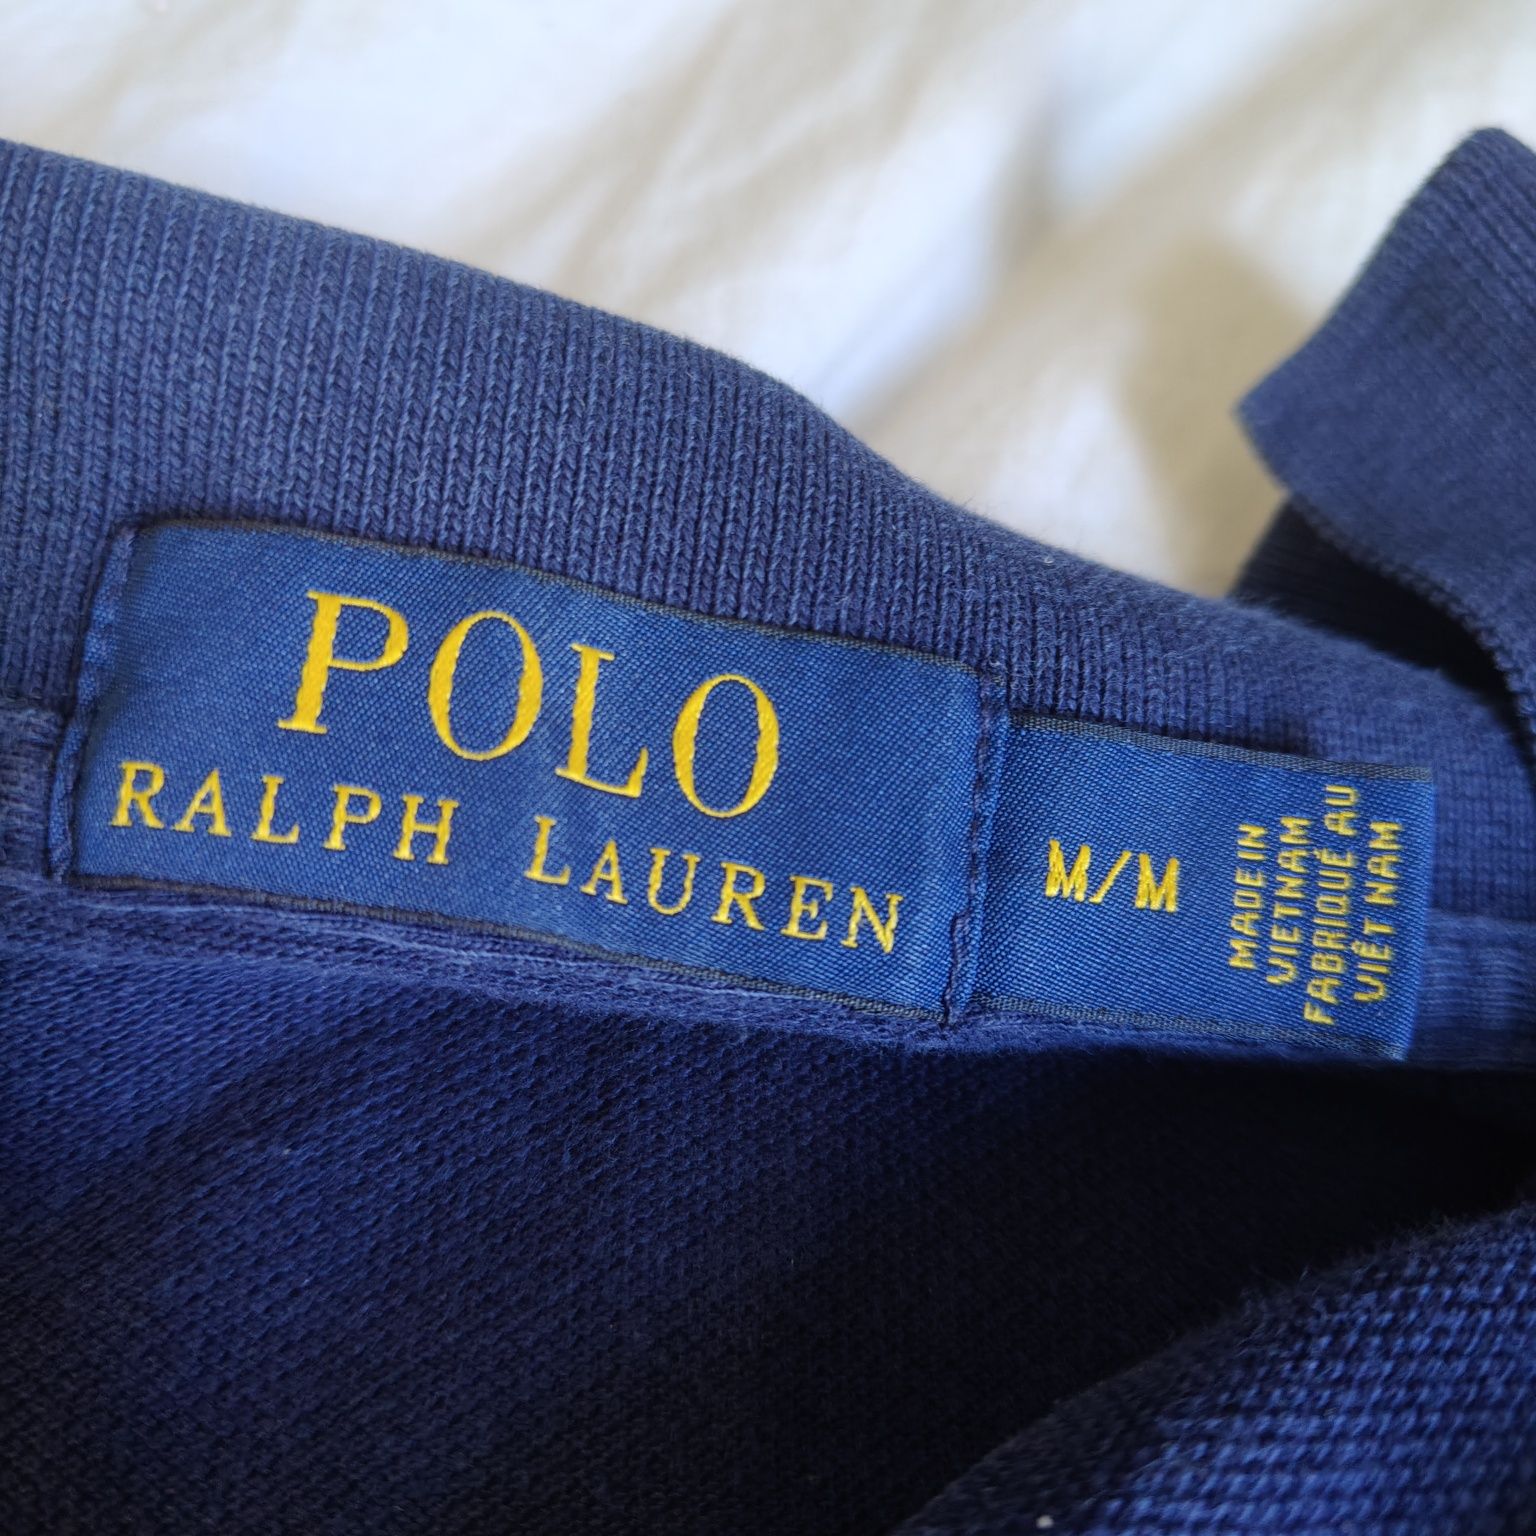 POLO
RALPH LAUREN
M/M
MADE IN
VIETNAM
FABRIQUÉ AU
VIÊT NAM